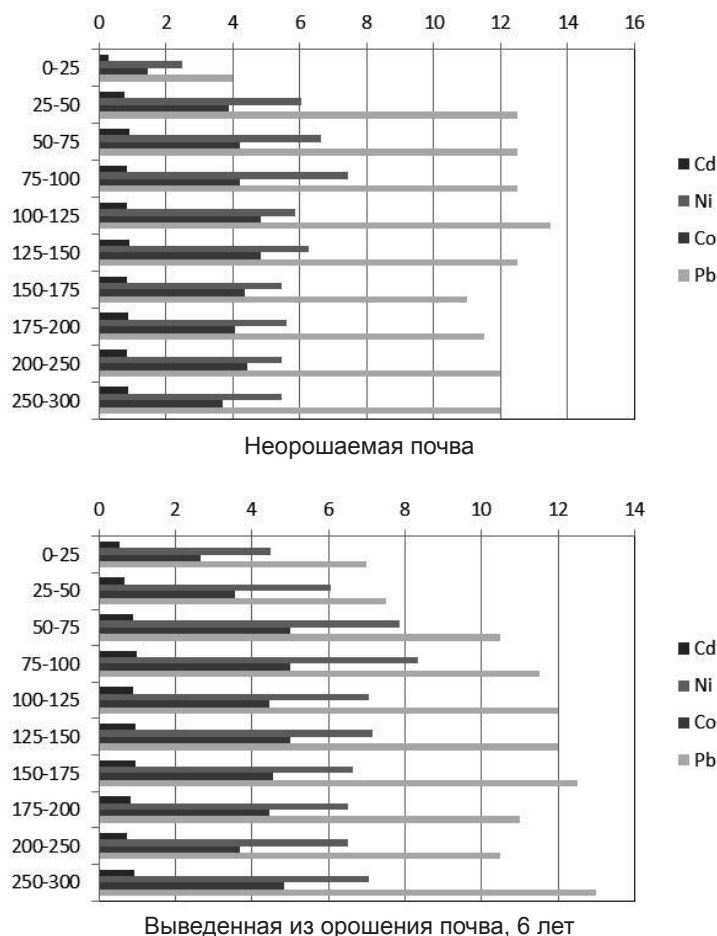 0 2 4 6 8 10 12 14 16
0-25
25-50
50-75
75-100
100-125
125-150
150-175
175-200
200-250
250-300
Cd
Ni
Co
Pb
Неорошаемая почва
0 2 4 6 8 10 12 14
0-25
25-50
50-75
75-100
100-125
125-150
150-175
175-200
200-250
250-300
Cd
Ni
Co
Pb
Выведенная из орошения почва, 6 лет